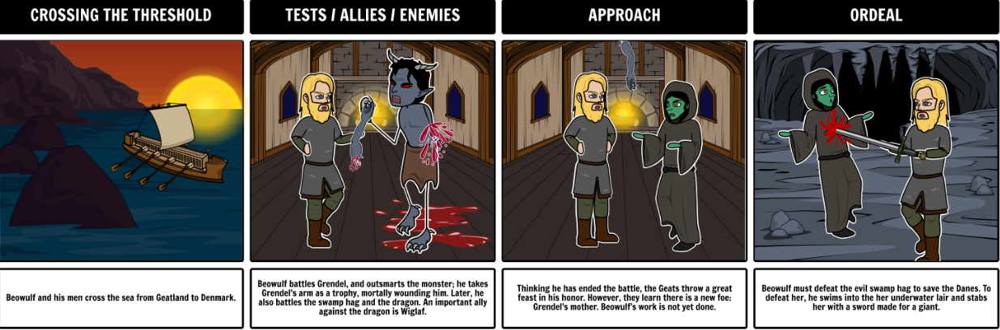 CROSSING THE THRESHOLD
TESTS / ALLIES / ENEMIES
APPROACH
ORDEAL
Beowulf and his men cross the sea from Geatland to Denmark.
Beowulf battles Grendel, and outsmarts the monster; he takes
Grendel's arm as a trophy, mortally wounding him. Later, he
also battles the swamp hag and the dragon. An important ally
against the dragon is Wiglaf.
Thinking he has ended the battle, the Geats throw a great
feast in his honor. However, they learn there is a new foe:
Grendel's mother. Beowulf's work is not yet done.
Beowulf must defeat the evil swamp hag to save the Danes. To
defeat her, he swims into the her underwater lair and stabs
her with a sword made for a giant.